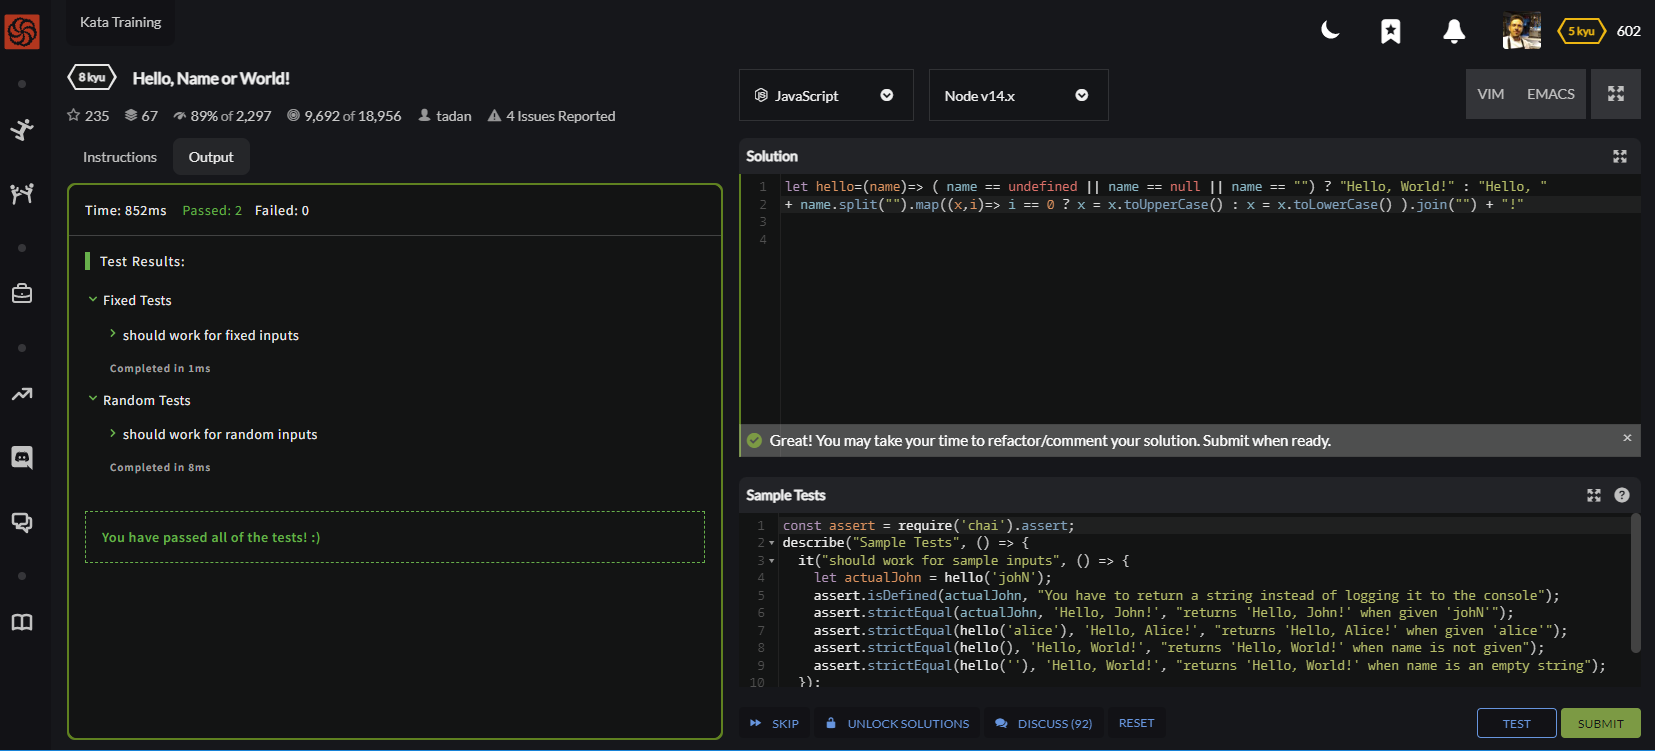 Kata Training
5 kyu 602
8 kyu Hello, Name or World!
235 67 89% of 2,297 9,692 of 18,956 tadan 4 Issues Reported
Instructions Output
Time: 852ms Passed: 2 Failed: 0
Test Results:
Fixed Tests
should work for fixed inputs
Completed in 1ms
Random Tests
should work for random inputs
Completed in 8ms
You have passed all of the tests! :)
JavaScript Node v14.x VIM EMACS
Solution
1 let hello=(name)=> ( name == undefined || name == null || name == "") ? "Hello, World!" : "Hello, "
2 + name.split("").map((x,i)=> i == 0 ? x = x.toUpperCase() : x = x.toLowerCase() ).join("") + "!"
3
4
Great! You may take your time to refactor/comment your solution. Submit when ready. ×
Sample Tests ?
1 const assert = require('chai').assert;
2 describe("Sample Tests", () => {
3 it("should work for sample inputs", () => {
4 let actualJohn = hello('johN');
5 assert.isDefined(actualJohn, "You have to return a string instead of logging it to the console");
6 assert.strictEqual(actualJohn, 'Hello, John!', "returns 'Hello, John!' when given 'johN'");
7 assert.strictEqual(hello('alice'), 'Hello, Alice!', "returns 'Hello, Alice!' when given 'alice'");
8 assert.strictEqual(hello(), 'Hello, World!', "returns 'Hello, World!' when name is not given");
9 assert.strictEqual(hello(''), 'Hello, World!', "returns 'Hello, World!' when name is an empty string");
10 });
SKIP UNLOCK SOLUTIONS DISCUSS (92) RESET TEST SUBMIT